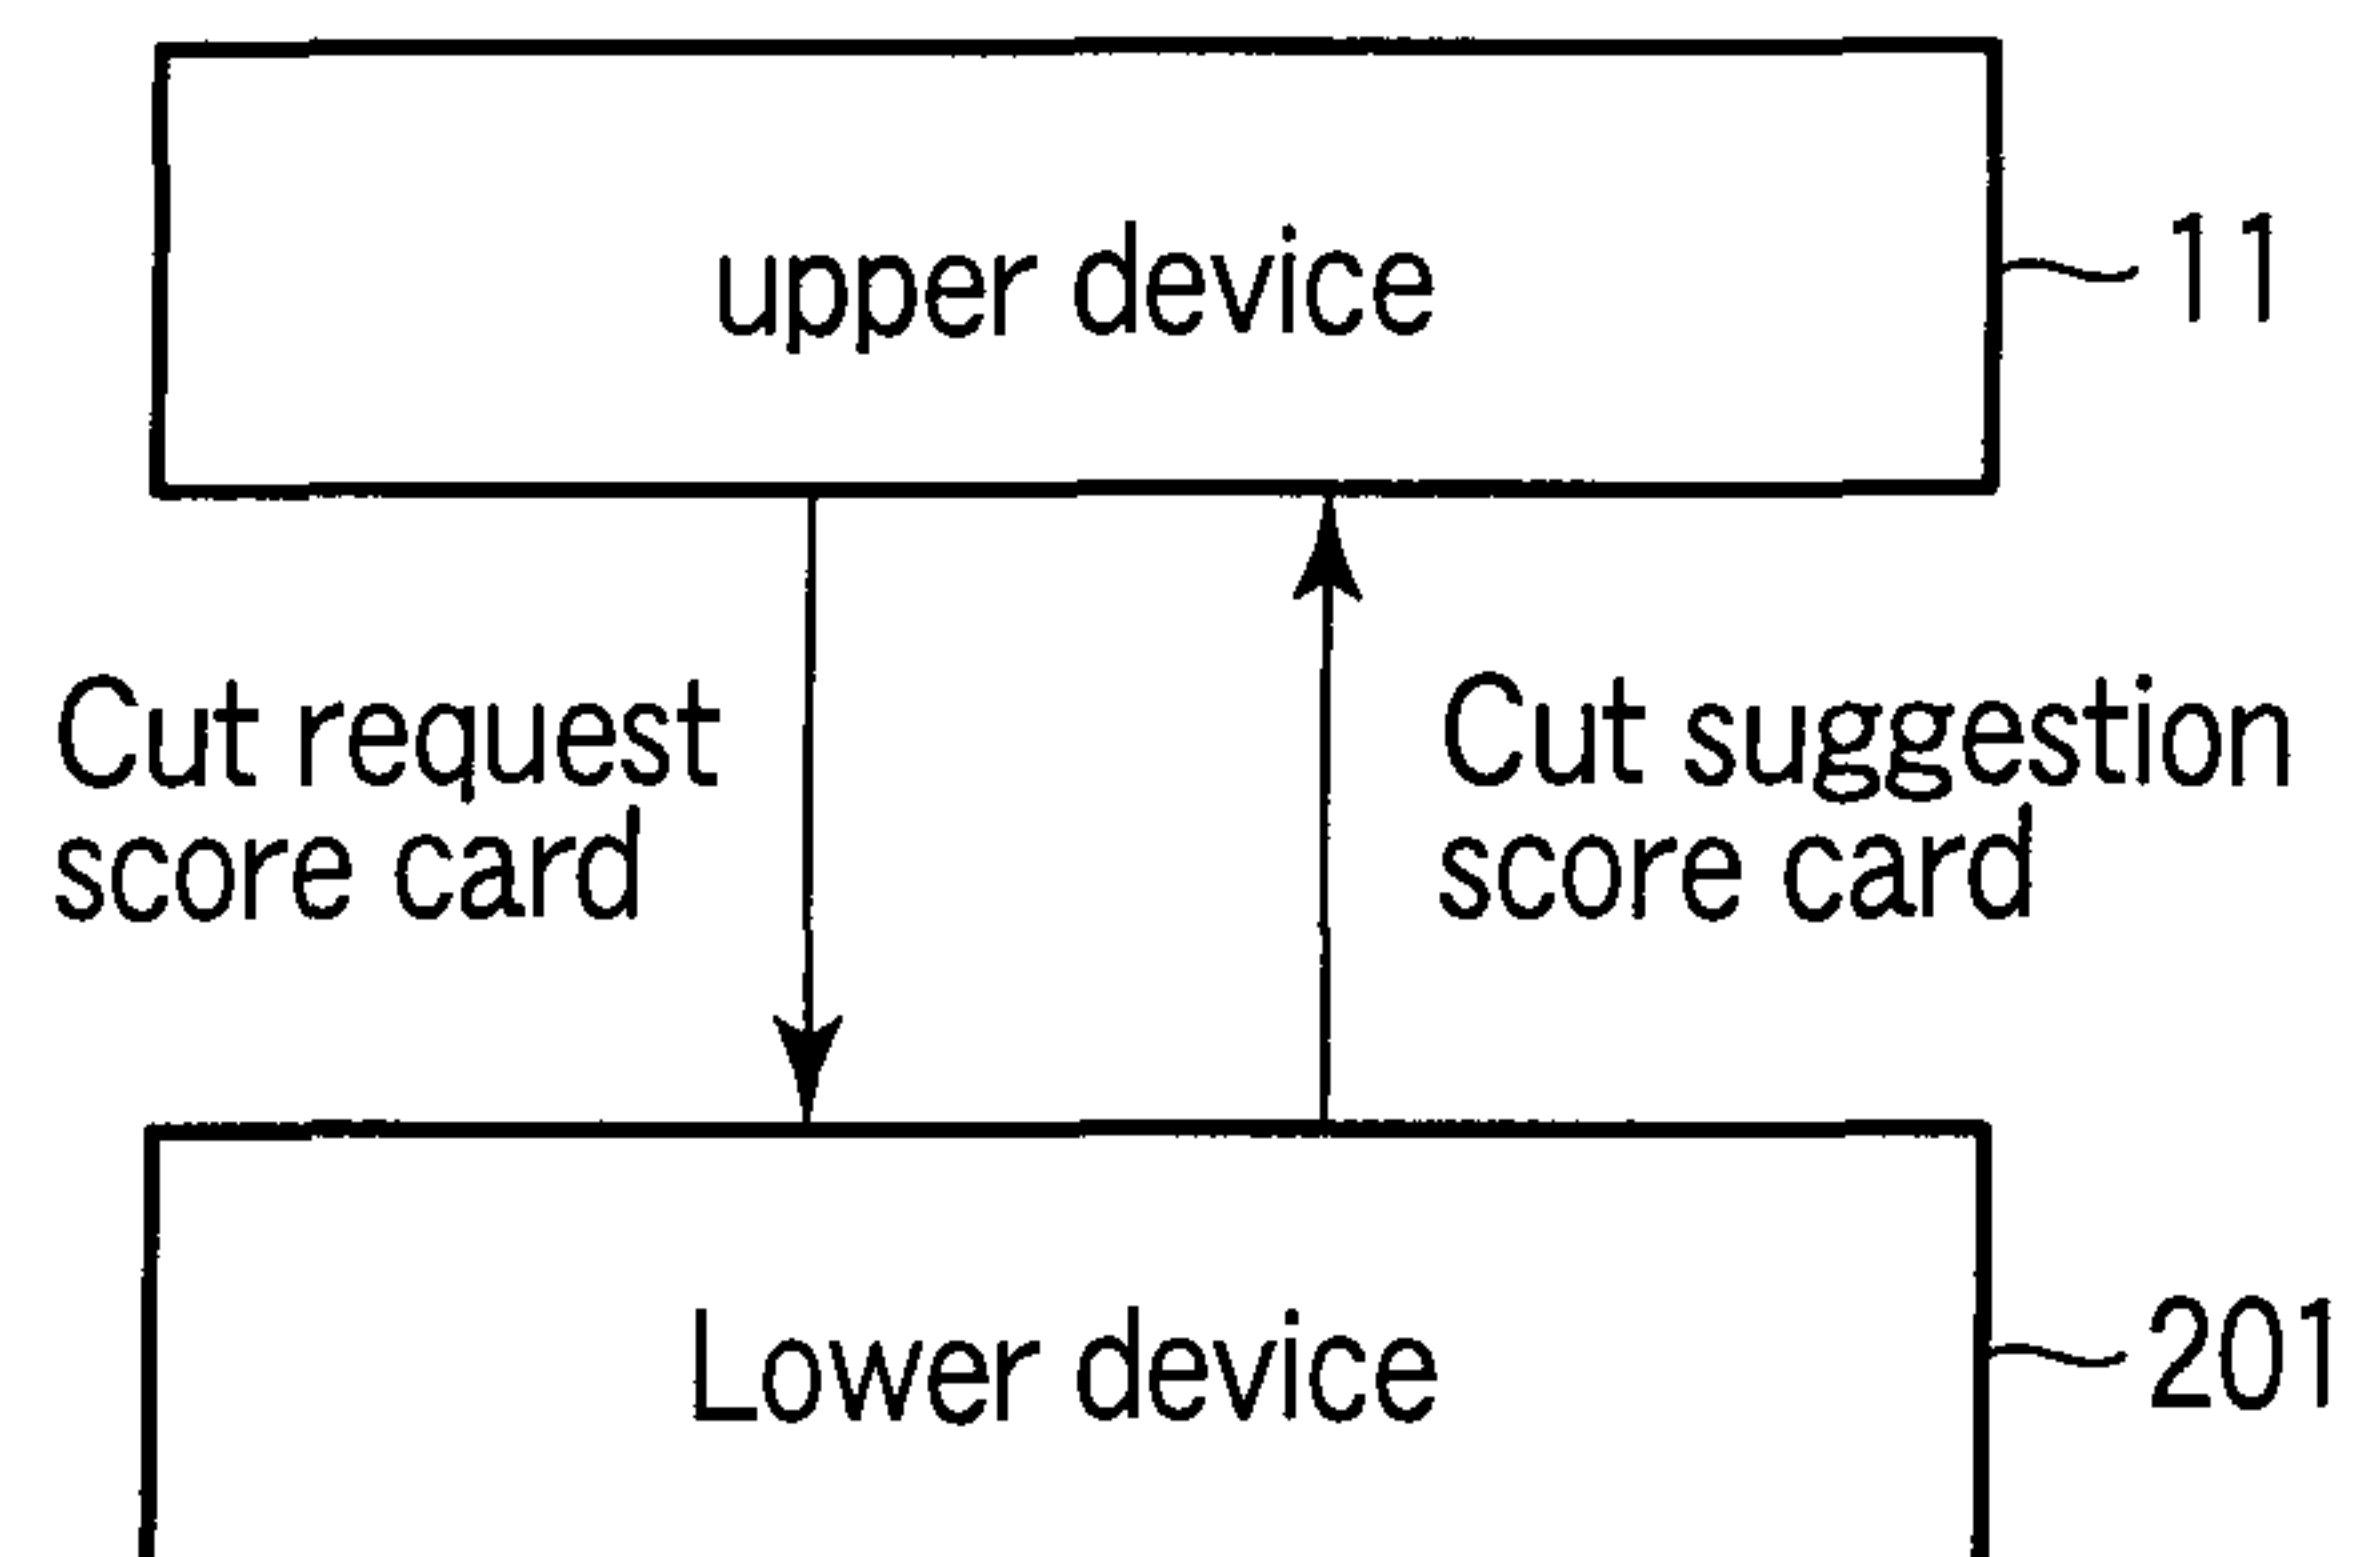 upper device
11
Cut request
score card
Cut suggestion
score card
Lower device
201